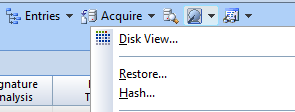 Entries Acquire
Disk View...
Restore...
Hash...
gnature
nalysis